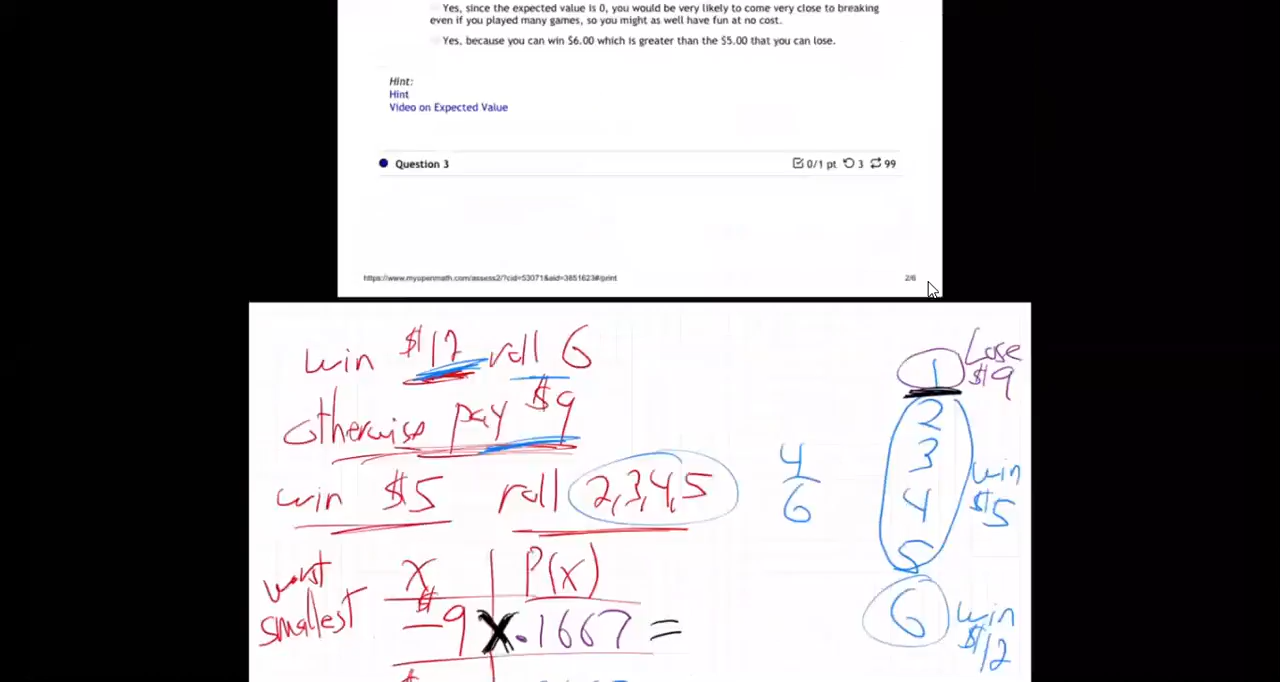 Yes, since the expected value is 0, you would be very likely to come very close to breaking
even if you played many games, so you might as well have fun at no cost.
Yes, because you can win $6.00 which is greater than the $5.00 that you can lose.
Hint:
Hint
Video on Expected Value
Question 3
0/1 pt 3 99
https://www.myopenmath.com/assess2/?cid=53071&aid=3851623#/print
2/6
win $12 roll 6
otherwise pay $9
win $5 roll 2,3,4,5
4
6
1 Lose $9
2
3
4
5
win $5
6 win $12
worst
smallest
x P(x)
$
-9 x .1667 =